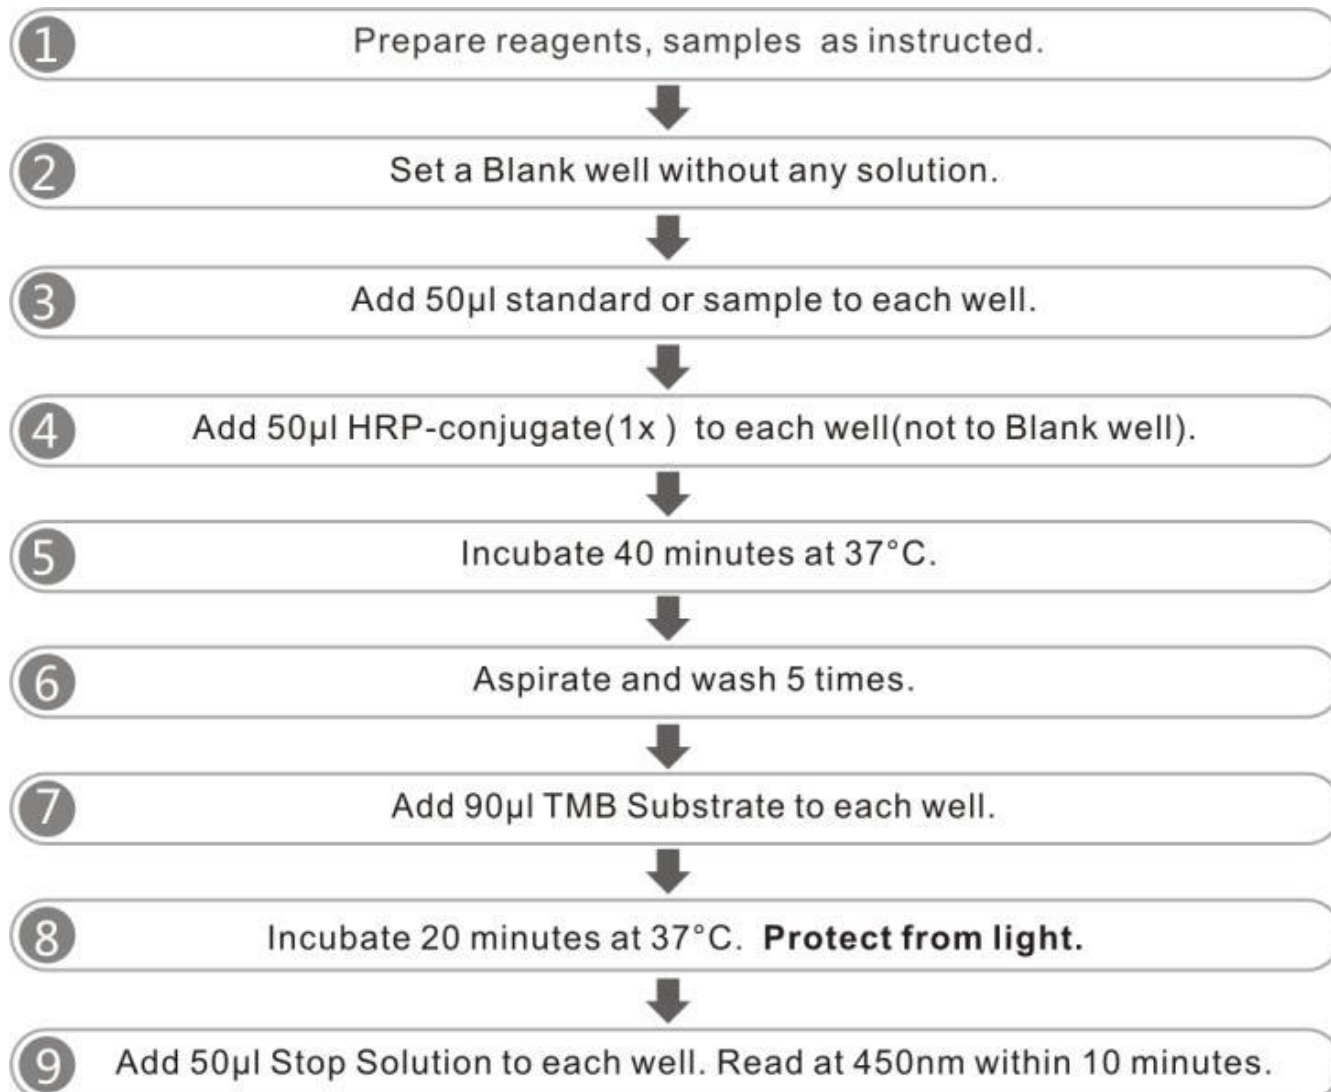 1 Prepare reagents, samples as instructed.
2 Set a Blank well without any solution.
3 Add 50μl standard or sample to each well.
4 Add 50μl HRP-conjugate(1x ) to each well(not to Blank well).
5 Incubate 40 minutes at 37°C.
6 Aspirate and wash 5 times.
7 Add 90μl TMB Substrate to each well.
8 Incubate 20 minutes at 37°C. Protect from light.
9 Add 50μl Stop Solution to each well. Read at 450nm within 10 minutes.